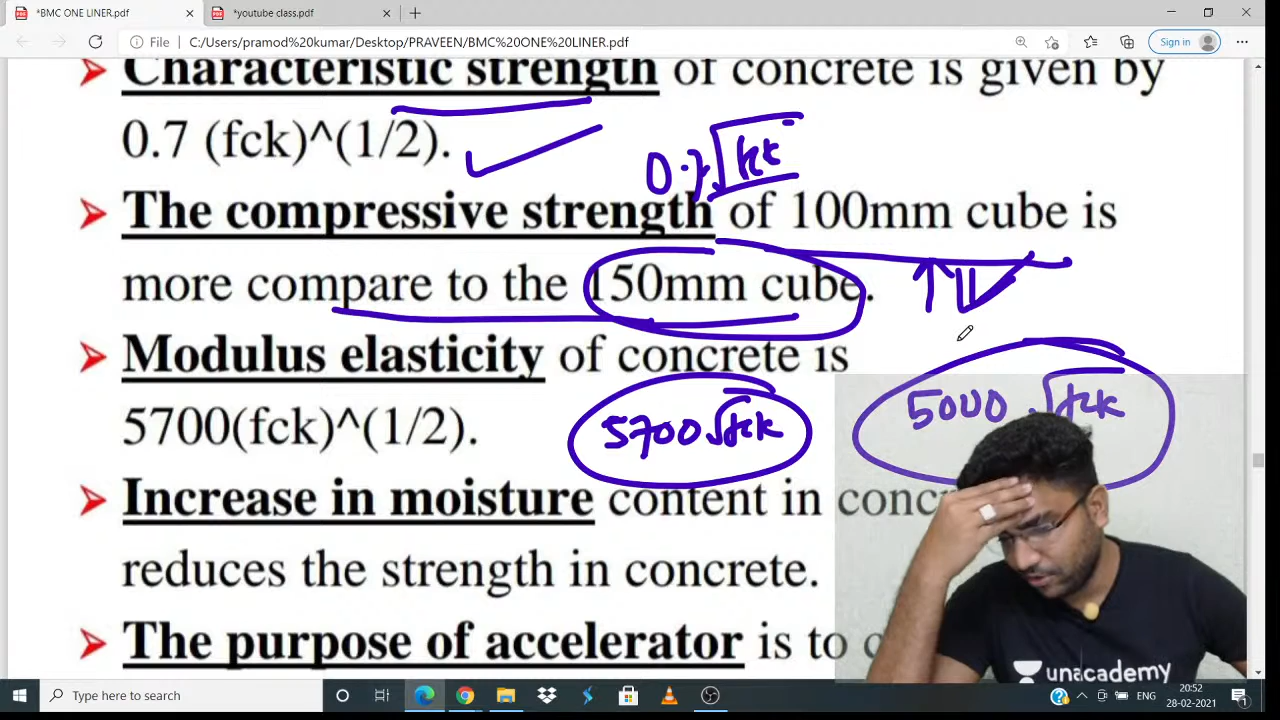 *BMC ONE LINER.pdf
*youtube class.pdf
File
C:/Users/pramod%20kumar/Desktop/PRAVEEN/BMC%20ONE%20LINER.pdf
Sign in
Characteristic strength of concrete is given by
0.7 (fck)^(1/2).
0.7√fck
The compressive strength of 100mm cube is
more compare to the 150mm cube.
Modulus elasticity of concrete is
5700(fck)^(1/2).
5700√fck
5000 √fck
Increase in moisture content in conc
reduces the strength in concrete.
The purpose of accelerator is to
unacademy
Type here to search
ENG
20:52
28-02-2021
1